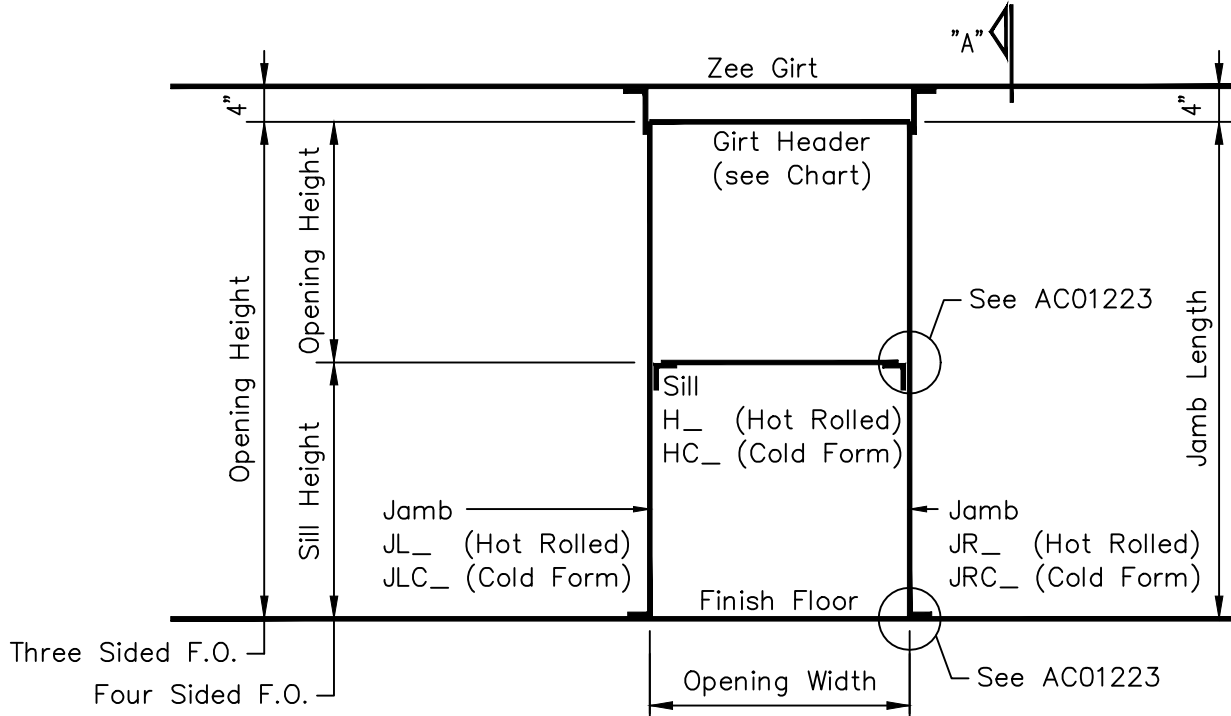 "A"
Zee Girt
4"
4"
Girt Header
(see Chart)
Opening Height
Opening Height
See AC01223
Jamb Length
Sill
H_ (Hot Rolled)
HC_ (Cold Form)
Sill Height
Jamb
JL_ (Hot Rolled)
JLC_ (Cold Form)
Jamb
JR_ (Hot Rolled)
JRC_ (Cold Form)
Finish Floor
Three Sided F.O.
Four Sided F.O.
Opening Width
See AC01223